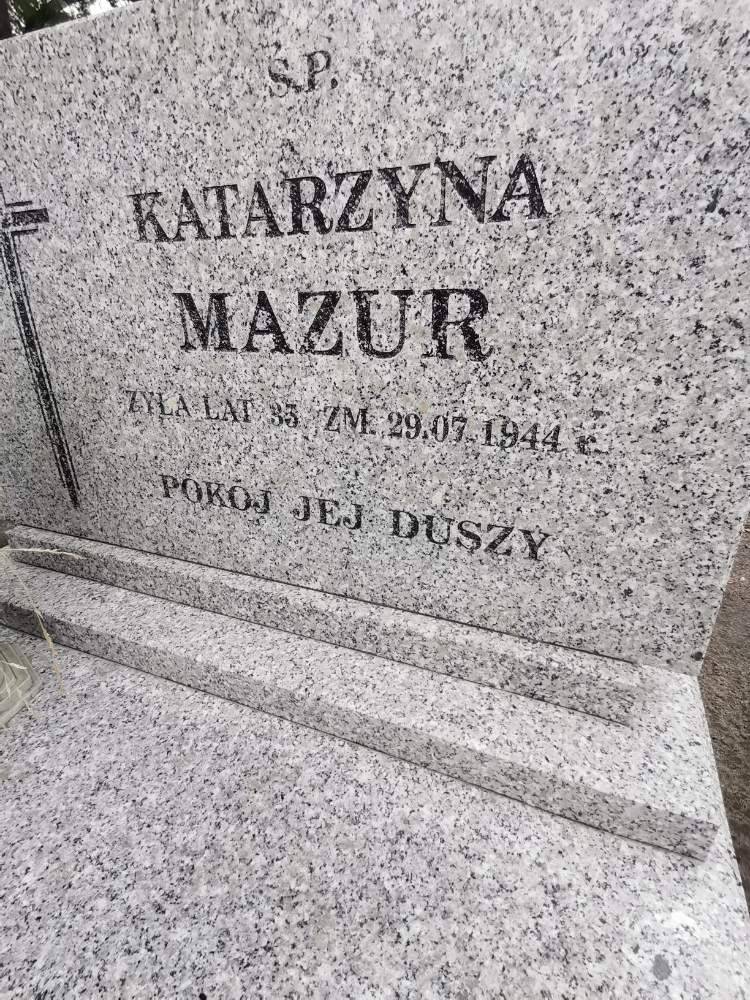 S.P.
KATARZYNA
MAZUR
ŻYŁA LAT 35 ZM. 29.07.1944 r.
POKÓJ JEJ DUSZY